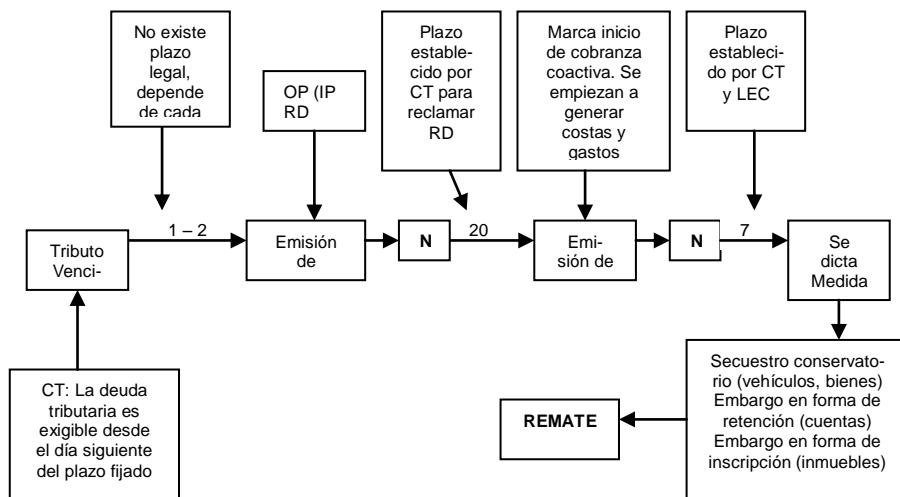 No existe
plazo
legal,
depende
de cada
OP (IP
RD
Plazo
establec-
ido por
CT para
reclamar
RD
Marca inicio
de cobranza
coactiva. Se
empiezan a
generar
costas y
gastos
Plazo
estableci-
do por CT
y LEC
Tributo
Venci-
1 – 2
Emisión
de
N
20
Emi-
sión de
N
7
Se
dicta
Medida
CT: La deuda
tributaria es
exigible desde
el día siguiente
del plazo fijado
REMATE
Secuestro conservato-
rio (vehículos, bienes)
Embargo en forma de
retención (cuentas)
Embargo en forma de
inscripción (inmuebles)